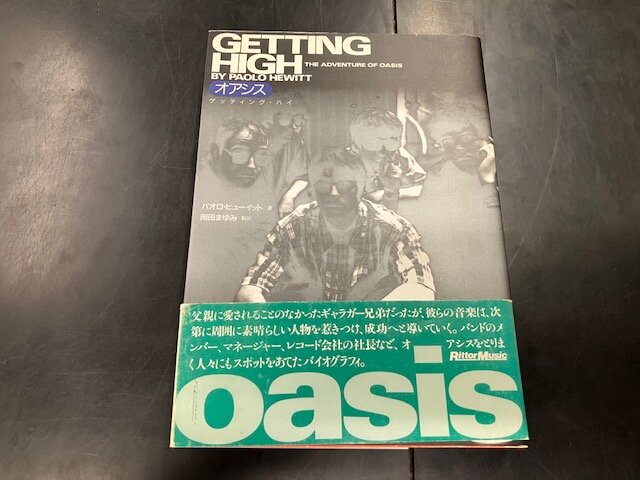 GETTING
HIGH THE ADVENTURE OF OASIS
BY PAOLO HEWITT
オアシス
ゲッティング・ハイ
パオロ・ヒューイット 著
岡田まゆみ 翻訳
父親に愛されることのなかったギャラガー兄弟だったが、彼らの音楽は、次
第に周囲に素晴らしい人物を惹きつけ、成功へと導いていく。バンドのメ
ンバー、マネージャー、レコード会社の社長など、オ アシスをとりま
く人々にもスポットをあてたバイオグラフィ。
RittorMusic
oasis